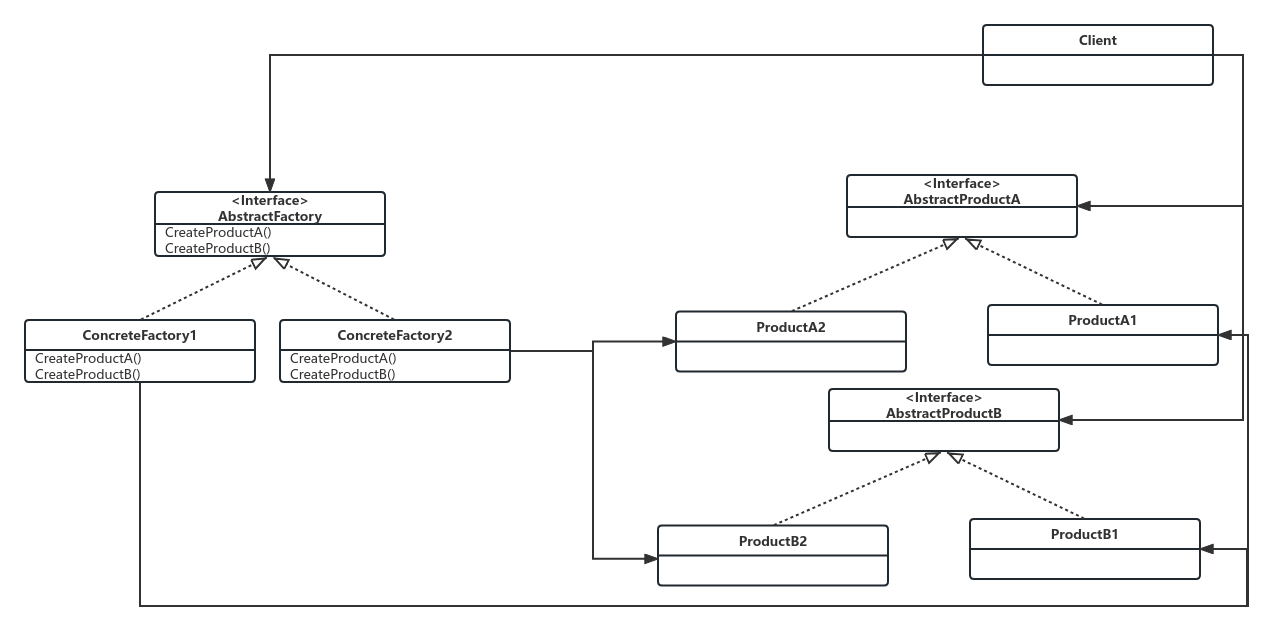 Client
<Interface>
AbstractFactory
CreateProductA()
CreateProductB()
<Interface>
AbstractProductA
ConcreteFactory1
CreateProductA()
CreateProductB()
ConcreteFactory2
CreateProductA()
CreateProductB()
ProductA2
ProductA1
<Interface>
AbstractProductB
ProductB2
ProductB1